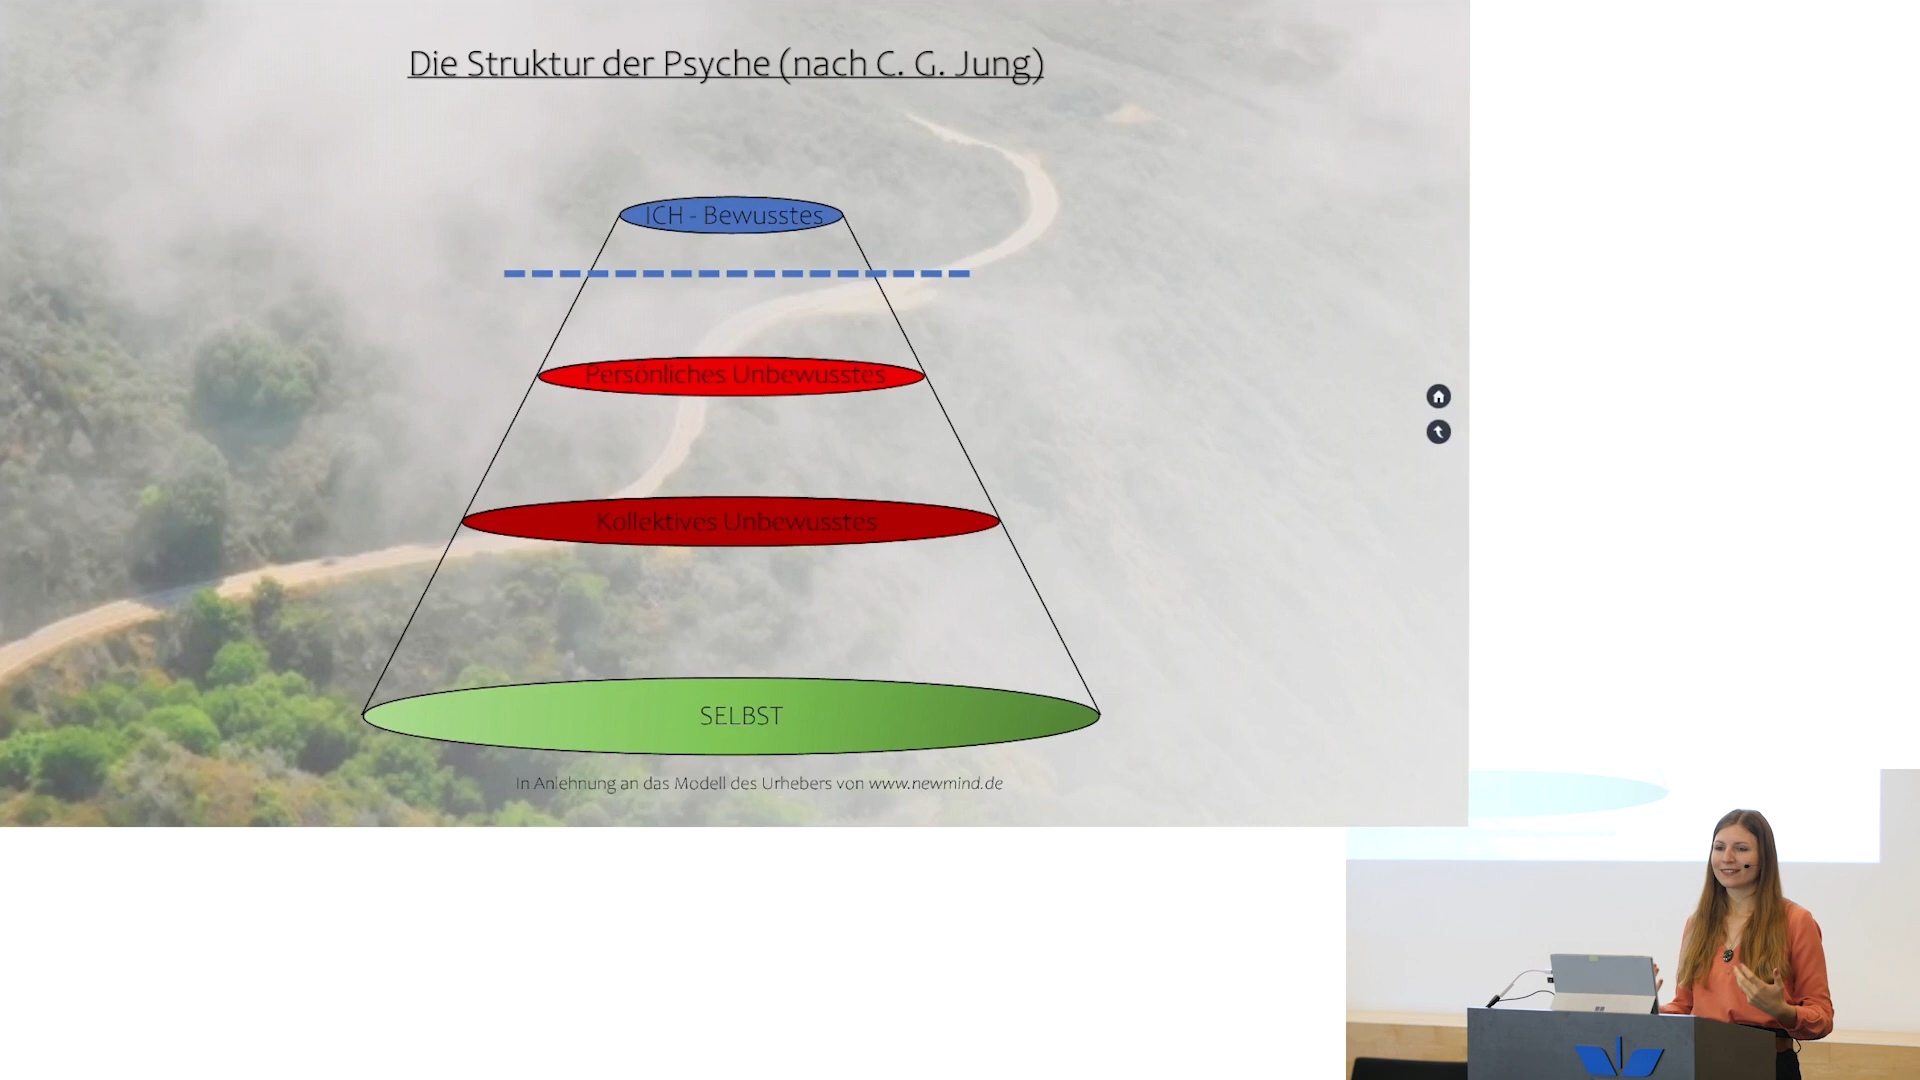 Die Struktur der Psyche (nach C. G. Jung)
ICH - Bewusstes
Persönliches Unbewusstes
Kollektives Unbewusstes
SELBST
In Anlehnung an das Modell des Urhebers von www.newmind.de